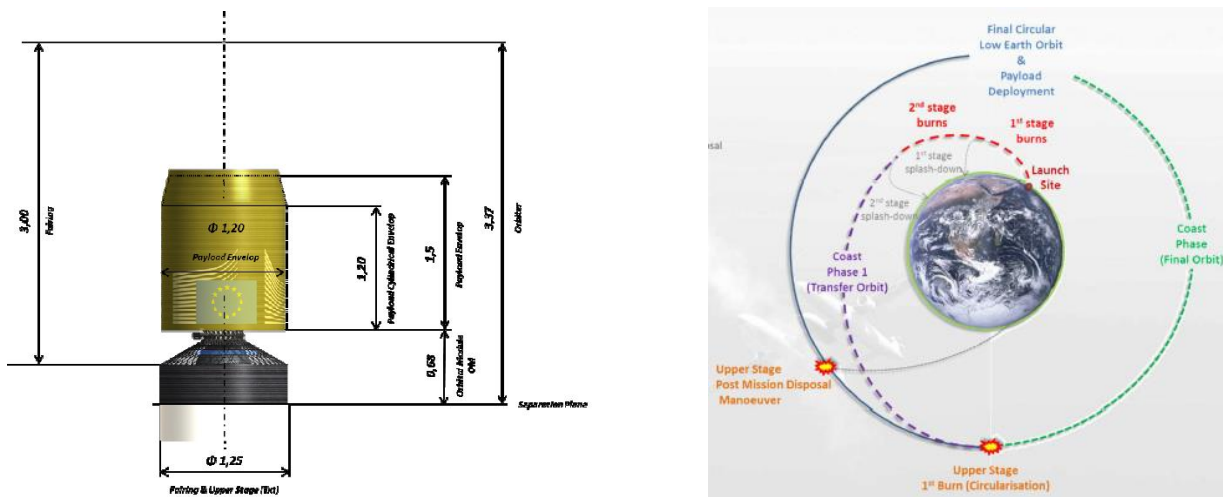 3,00
Fairing
Φ 1,20
Payload Envelop
1,20
Payload Cylindrical Envelop
1,5
Payload Envelop
3,37
Orbiter
0,68
Orbital Module
OM
Separation Plane
Φ 1,25
Fairing & Upper Stage (Ext)
Final Circular
Low Earth Orbit
&
Payload
Deployment
2nd stage
burns
1st stage
burns
1st stage
splash-down
Launch
Site
2nd stage
splash-down
Coast
Phase 1
(Transfer Orbit)
Coast
Phase
(Final Orbit)
Upper Stage
Post Mission Disposal
Manoeuver
Upper Stage
1st Burn (Circularisation)